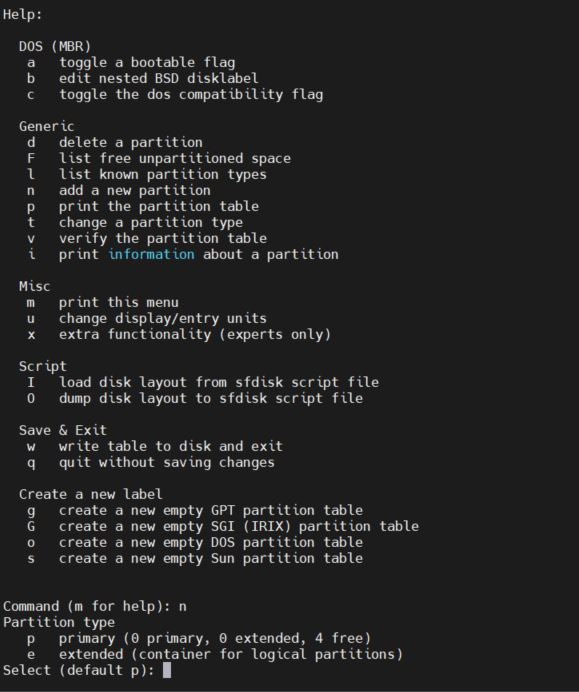 Help:
DOS (MBR)
a toggle a bootable flag
b edit nested BSD disklabel
c toggle the dos compatibility flag
Generic
d delete a partition
F list free unpartitioned space
l list known partition types
n add a new partition
p print the partition table
t change a partition type
v verify the partition table
i print information about a partition
Misc
m print this menu
u change display/entry units
x extra functionality (experts only)
Script
I load disk layout from sfdisk script file
O dump disk layout to sfdisk script file
Save & Exit
w write table to disk and exit
q quit without saving changes
Create a new label
g create a new empty GPT partition table
G create a new empty SGI (IRIX) partition table
o create a new empty DOS partition table
s create a new empty Sun partition table
Command (m for help): n
Partition type
p primary (0 primary, 0 extended, 4 free)
e extended (container for logical partitions)
Select (default p):